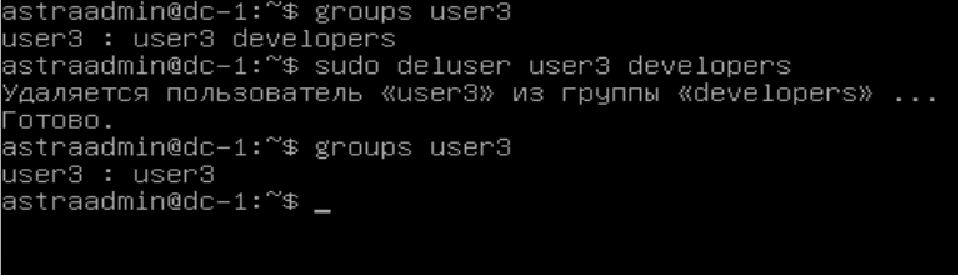 astraadmin@dc-1:~$ groups user3
user3 : user3 developers
astraadmin@dc-1:~$ sudo deluser user3 developers
Удаляется пользователь «user3» из группы «developers» ...
Готово.
astraadmin@dc-1:~$ groups user3
user3 : user3
astraadmin@dc-1:~$ _